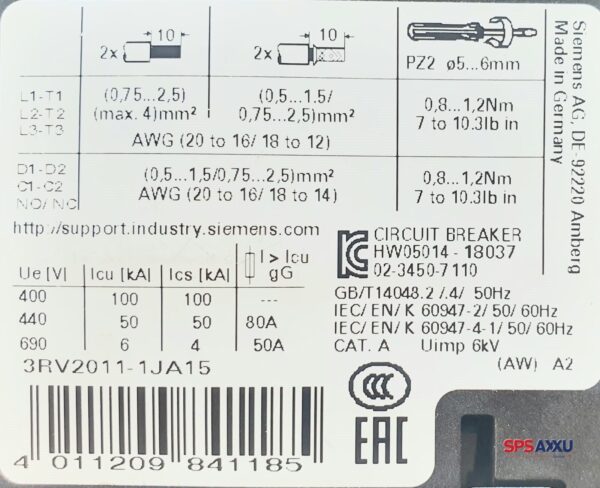 10
10
2x
2x
PZ2 ø5...6mm
L1-T1
L2-T2
L3-T3
(0,75...2,5)
(max. 4)mm²
(0,5...1,5/
0,75...2,5)mm²
AWG (20 to 16/ 18 to 12)
0,8...1,2Nm
7 to 10.3lb in
D1-D2
C1-C2
NO/ NC
(0,5...1,5/0,75...2,5)mm²
AWG (20 to 16/ 18 to 14)
0,8...1,2Nm
7 to 10.3lb in
Siemens AG, DE-92220 Amberg
Made in Germany
http://support.industry.siemens.com
Ue [V] Icu [kA] Ics [kA] I > Icu
gG
400 100 100 ---
440 50 50 80A
690 6 4 50A
3RV2011-1JA15
CIRCUIT BREAKER
HW05014-18037
02-3450-7110
GB/T14048.2 /.4/ 50Hz
IEC/ EN/ K 60947-2/ 50/ 60Hz
IEC/ EN/ K 60947-4-1/ 50/ 60Hz
CAT. A Uimp 6kV
(AW) A2
CCC
EAC
4 011209 841185
SPS AXXU